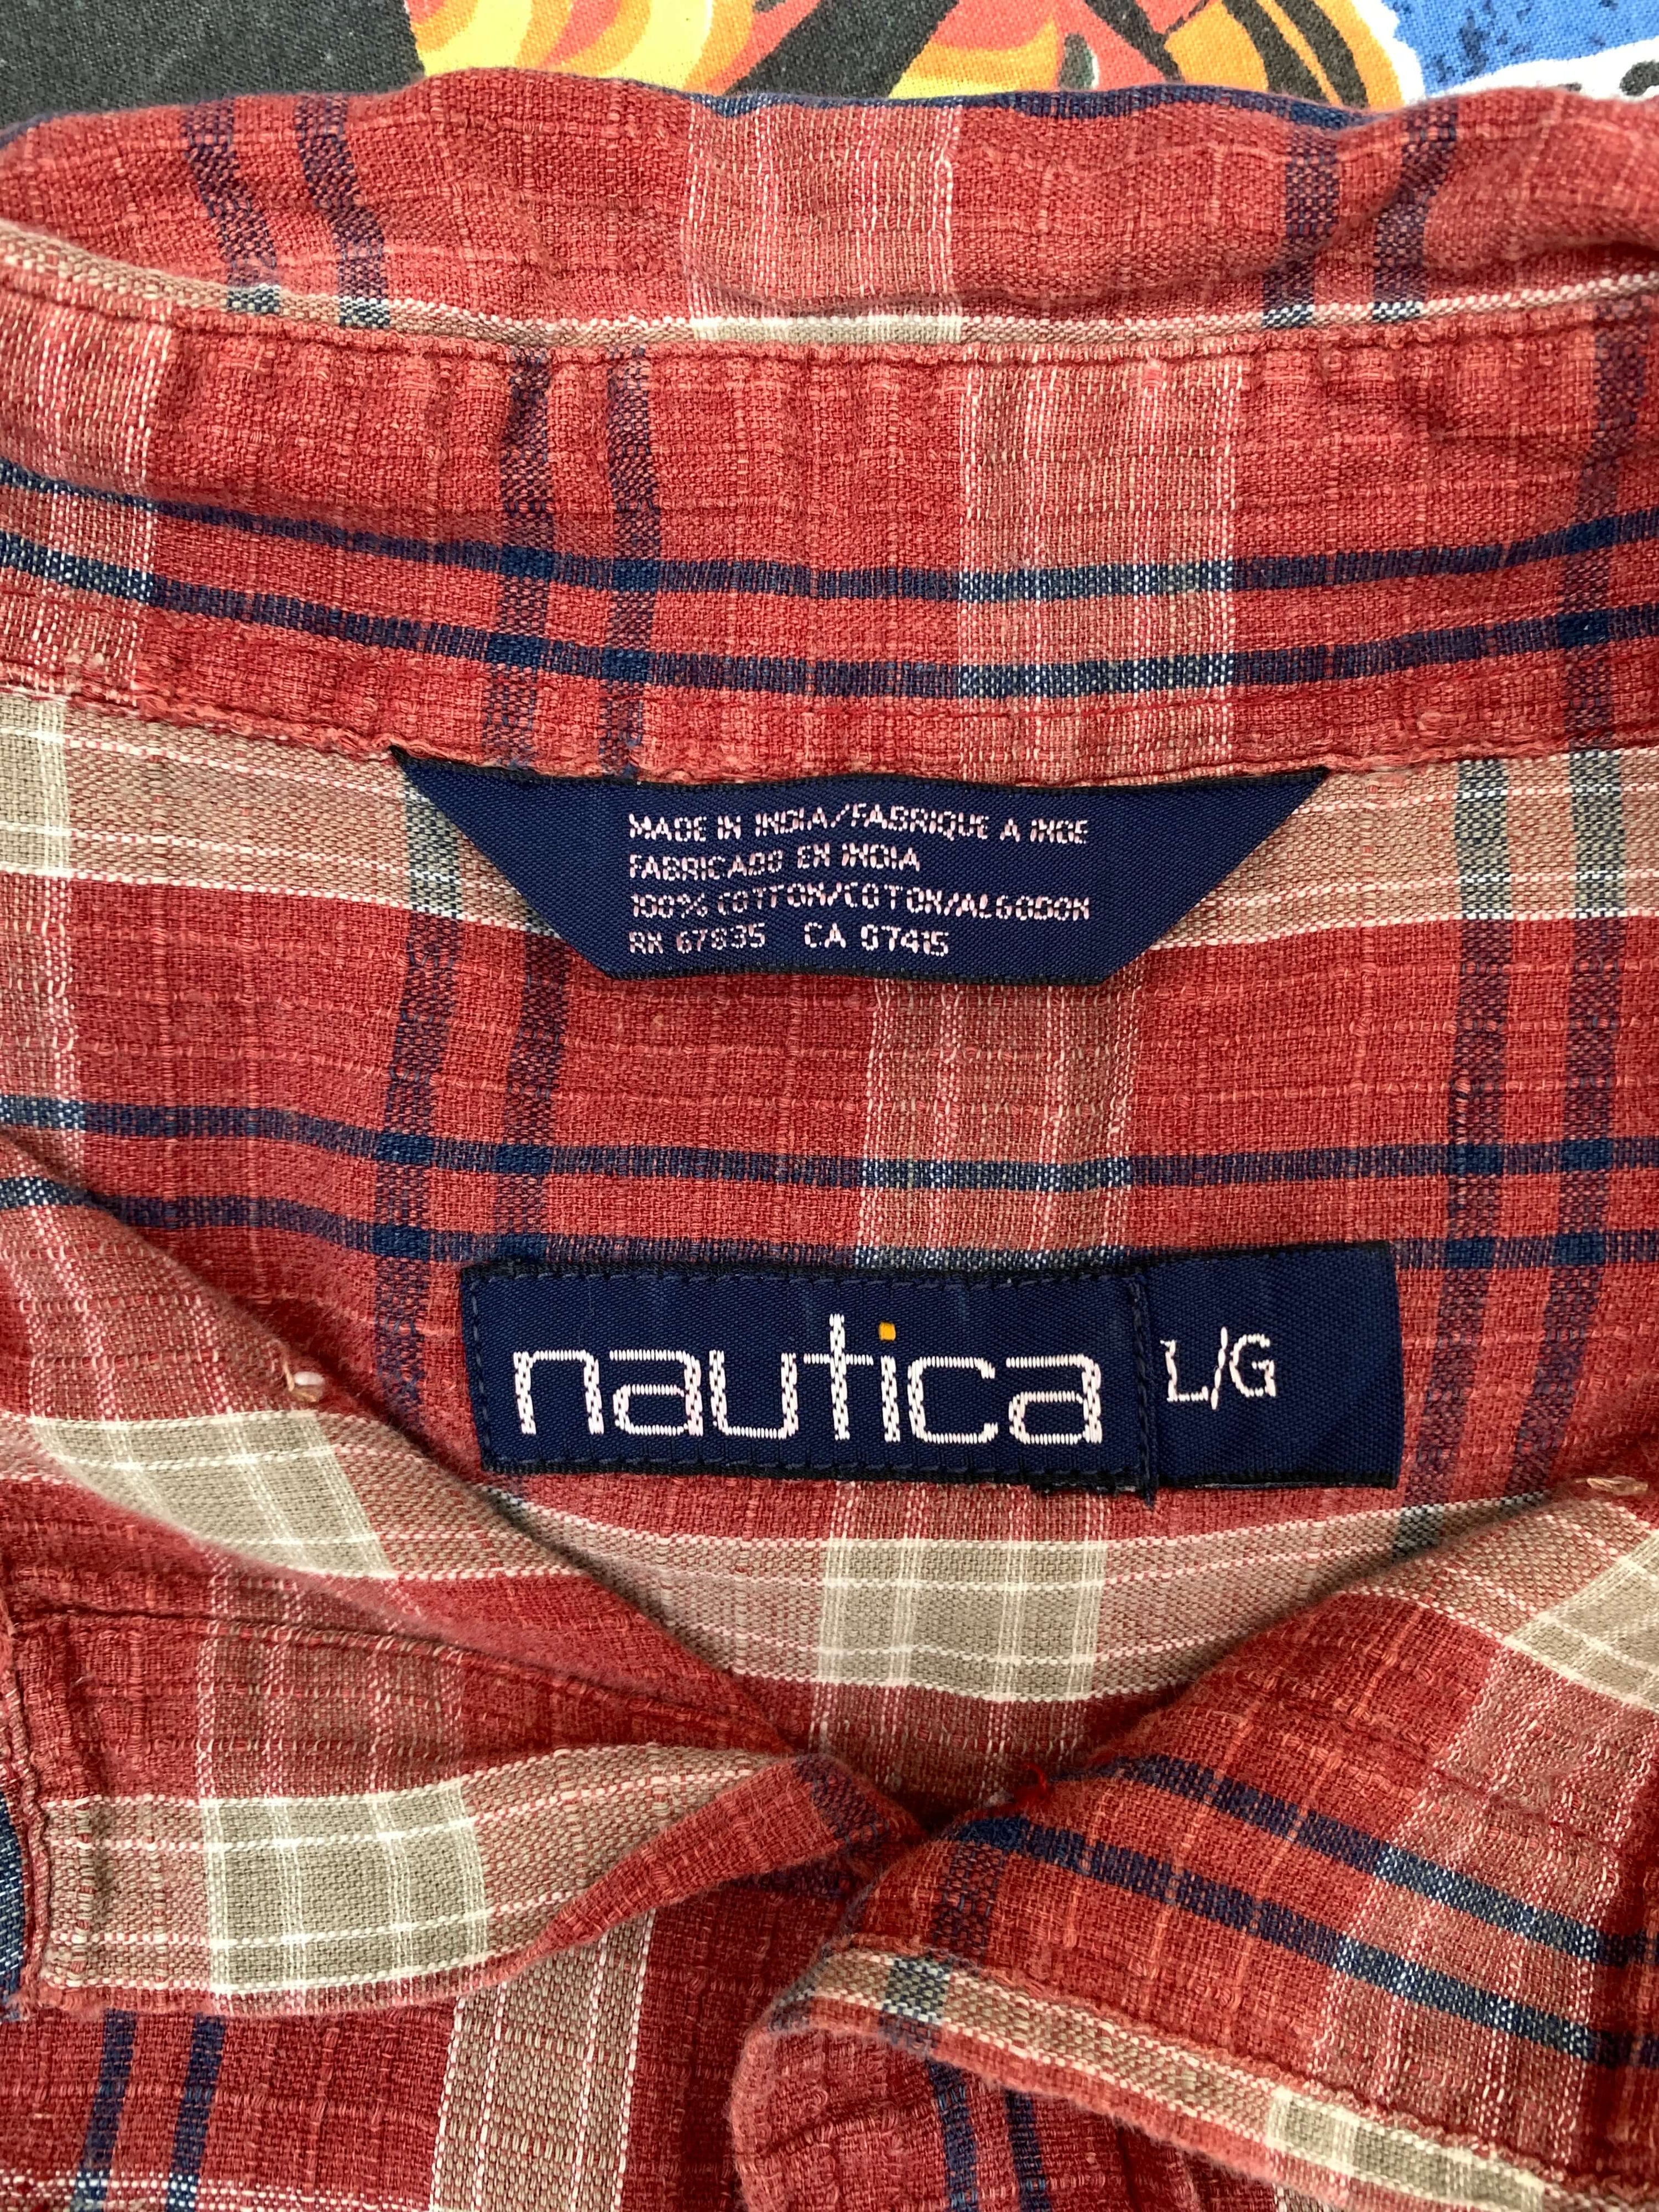 MADE IN INDIA/FABRIQUE A INDE
FABRICADO EN INDIA
100% COTTON/COTON/ALGODON
RN 67835 CA 07415
nautica L/G